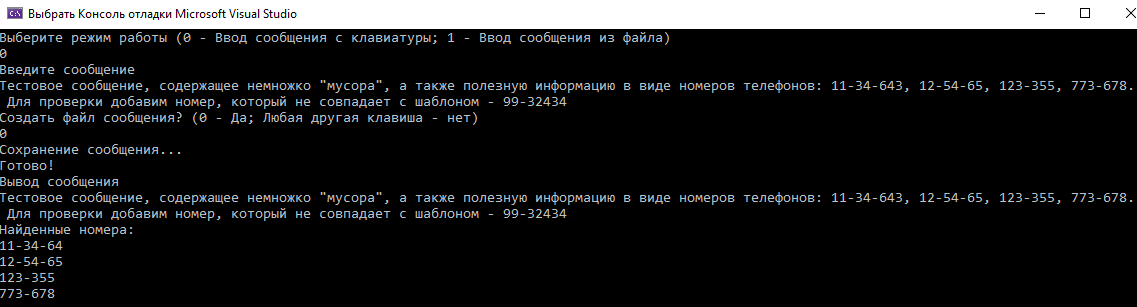 Выбрать Консоль отладки Microsoft Visual Studio
Выберите режим работы (0 - Ввод сообщения с клавиатуры; 1 - Ввод сообщения из файла)
0
Введите сообщение
Тестовое сообщение, содержащее немножко "мусора", а также полезную информацию в виде номеров телефонов: 11-34-643, 12-54-65, 123-355, 773-678.
Для проверки добавим номер, который не совпадает с шаблоном - 99-32434
Создать файл сообщения? (0 - Да; Любая другая клавиша - нет)
0
Сохранение сообщения...
Готово!
Вывод сообщения
Тестовое сообщение, содержащее немножко "мусора", а также полезную информацию в виде номеров телефонов: 11-34-643, 12-54-65, 123-355, 773-678.
Для проверки добавим номер, который не совпадает с шаблоном - 99-32434
Найденные номера:
11-34-64
12-54-65
123-355
773-678